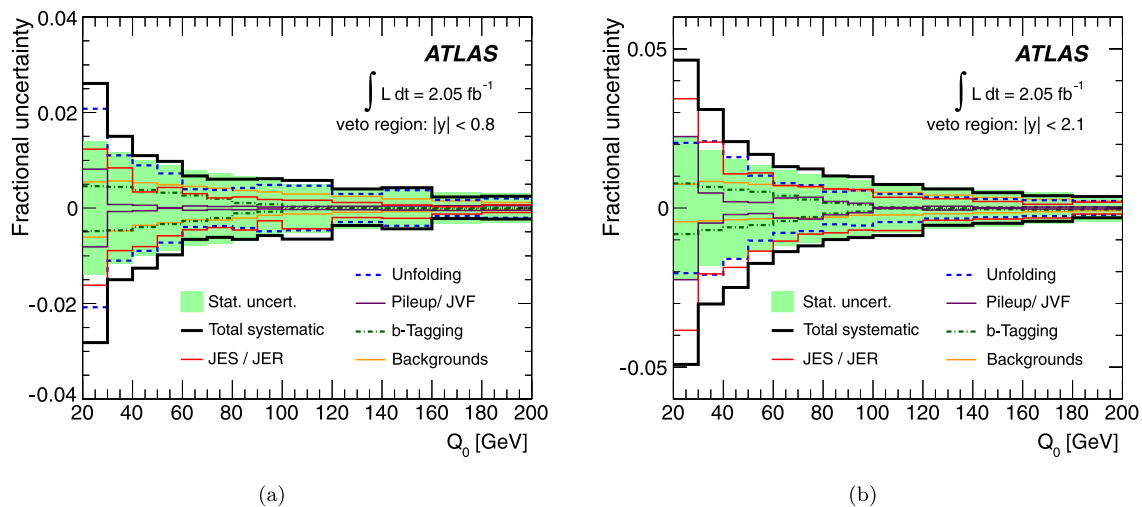 Fractional uncertainty
0.04
0.02
0
-0.02
-0.04
ATLAS
∫ L dt = 2.05 fb⁻¹
veto region: |y| < 0.8
Stat. uncert.
Total systematic
JES / JER
Unfolding
Pileup/ JVF
b-Tagging
Backgrounds
20 40 60 80 100 120 140 160 180 200
Q₀ [GeV]
(a)
Fractional uncertainty
0.05
0
-0.05
ATLAS
∫ L dt = 2.05 fb⁻¹
veto region: |y| < 2.1
Stat. uncert.
Total systematic
JES / JER
Unfolding
Pileup/ JVF
b-Tagging
Backgrounds
20 40 60 80 100 120 140 160 180 200
Q₀ [GeV]
(b)